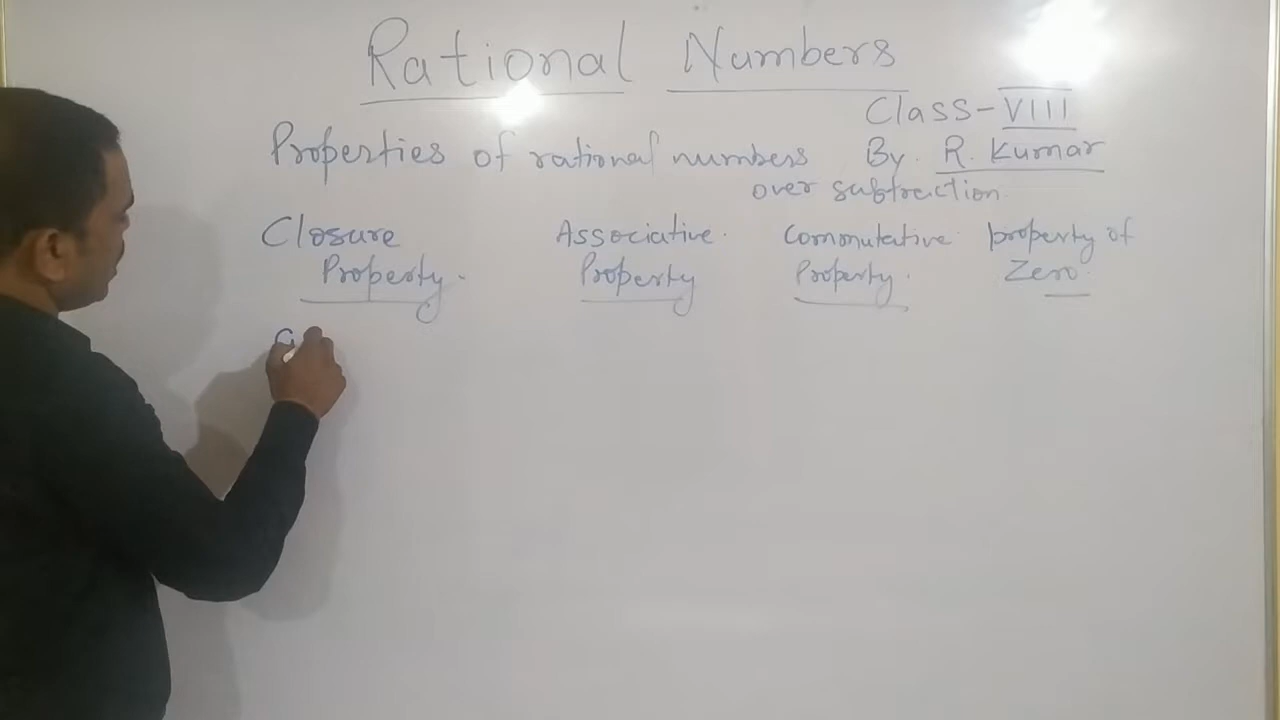 Rational Numbers
Class-VIII
Properties of rational numbers By. R. Kumar
over subtraction.
Closure Associative. Commutative. property of
Property. Property Property. Zero.